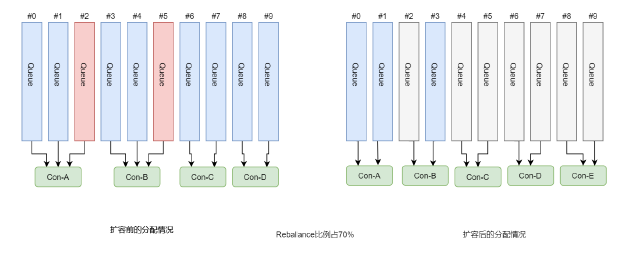 #0 #1 #2 #3 #4 #5 #6 #7 #8 #9
Queue Queue Queue Queue Queue Queue Queue Queue Queue Queue
Con-A Con-B Con-C Con-D
扩容前的分配情况
#0 #1 #2 #3 #4 #5 #6 #7 #8 #9
Queue Queue Queue Queue Queue Queue Queue Queue Queue Queue
Con-A Con-B Con-C Con-D Con-E
Rebalance比例占70%
扩容后的分配情况